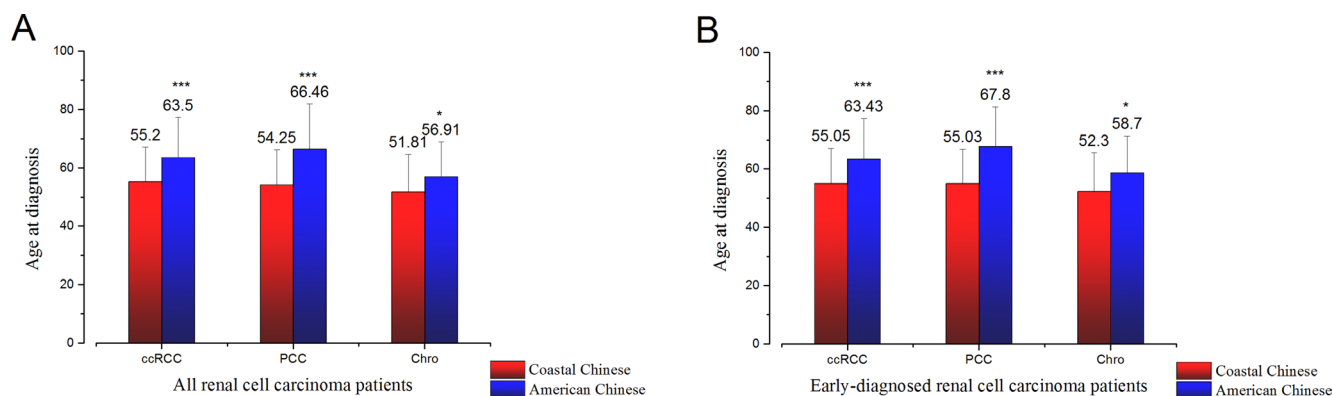 A
100
80
60
40
20
0
Age at diagnosis
55.2
***
63.5
54.25
***
66.46
51.81
*
56.91
ccRCC
PCC
Chro
All renal cell carcinoma patients
Coastal Chinese
American Chinese
B
100
80
60
40
20
0
Age at diagnosis
55.05
***
63.43
55.03
***
67.8
52.3
*
58.7
ccRCC
PCC
Chro
Early-diagnosed renal cell carcinoma patients
Coastal Chinese
American Chinese